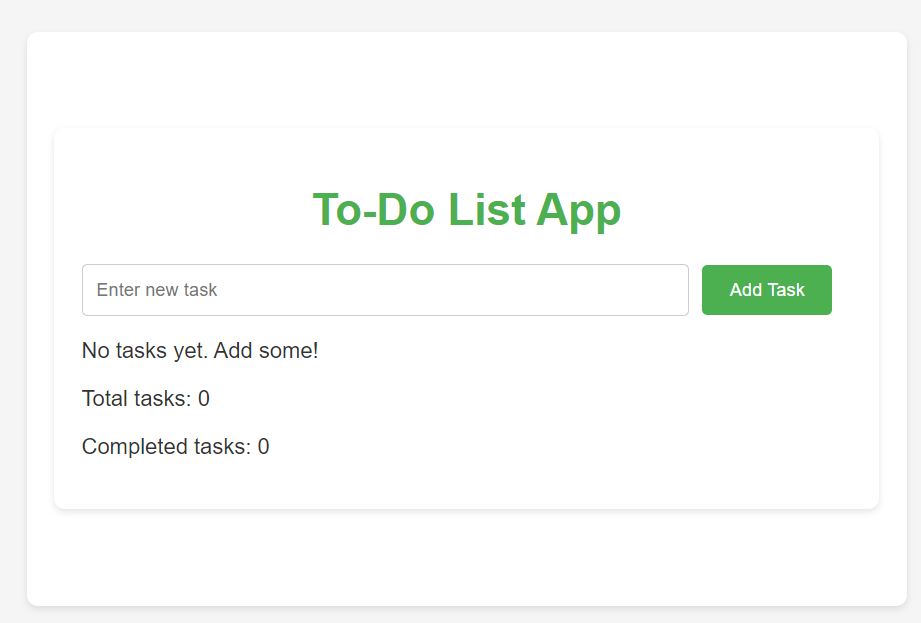 To-Do List App
Enter new task
Add Task
No tasks yet. Add some!
Total tasks: 0
Completed tasks: 0